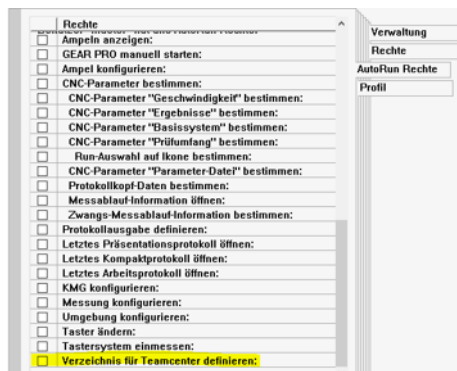 Rechte
Ampeln anzeigen:
GEAR PRO manuell starten:
Ampel konfigurieren:
CNC-Parameter bestimmen:
CNC-Parameter "Geschwindigkeit" bestimmen:
CNC-Parameter "Ergebnisse" bestimmen:
CNC-Parameter "Basissystem" bestimmen:
CNC-Parameter "Prüfumfang" bestimmen:
Run-Auswahl auf Ikone bestimmen:
CNC-Parameter "Parameter-Datei" bestimmen:
Protokollkopf-Daten bestimmen:
Messablauf-Information öffnen:
Zwangs-Messablauf-Information bestimmen:
Protokollausgabe definieren:
Letztes Präsentationsprotokoll öffnen:
Letztes Kompaktprotokoll öffnen:
Letztes Arbeitsprotokoll öffnen:
KMG konfigurieren:
Messung konfigurieren:
Umgebung konfigurieren:
Taster ändern:
Tastersystem einmessen:
Verzeichnis für Teamcenter definieren:
Verwaltung
Rechte
AutoRun Rechte
Profil